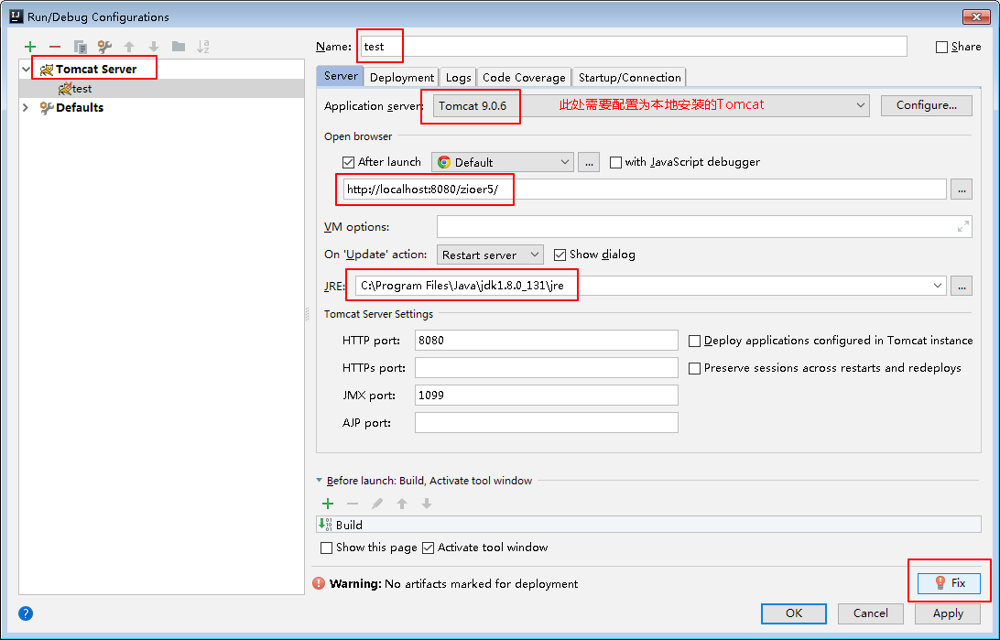 Run/Debug Configurations
Name: test Share
Tomcat Server
test
Defaults
Server Deployment Logs Code Coverage Startup/Connection
Application server: Tomcat 9.0.6 此处需要配置为本地安装的Tomcat Configure...
Open browser
After launch Default ... with JavaScript debugger
http://localhost:8080/zioer5/ ...
VM options:
On 'Update' action: Restart server Show dialog
JRE: C:\Program Files\Java\jdk1.8.0_131\jre ...
Tomcat Server Settings
HTTP port: 8080 Deploy applications configured in Tomcat instance
HTTPs port: Preserve sessions across restarts and redeploys
JMX port: 1099
AJP port:
Before launch: Build, Activate tool window
Build
Show this page Activate tool window
Warning: No artifacts marked for deployment Fix
? OK Cancel Apply